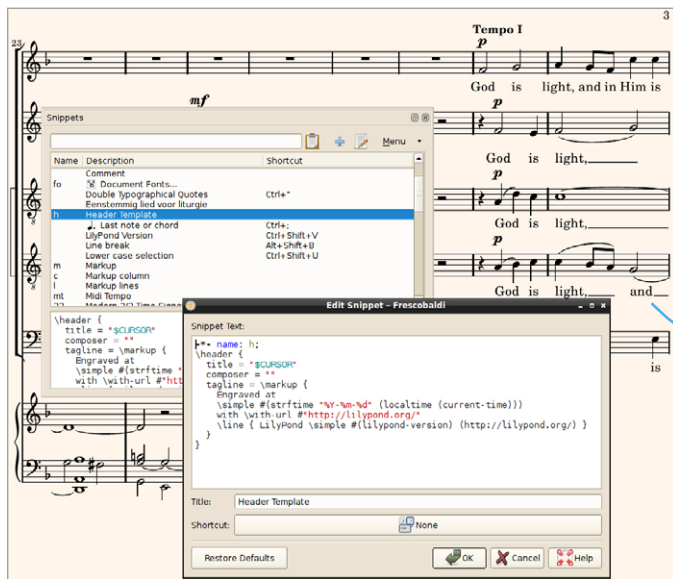 3
23
Tempo I
p
God is light, and in Him is
mf
p
God is light,
p
God is light,
p
God is light, and
is
Snippets
Menu
Name Description Shortcut
Comment
fo Document Fonts...
Double Typographical Quotes Ctrl+"
Eenstemmig lied voor liturgie
h Header Template
Last note or chord Ctrl+;
LilyPond Version Ctrl+Shift+V
Line break Alt+Shift+B
Lower case selection Ctrl+Shift+U
m Markup
c Markup column
l Markup lines
mt Midi Tempo
\header {
title = "$CURSOR"
composer = ""
tagline = \markup {
Engraved at
\simple #(strftime "
with \with-url #"htt
Edit Snippet – Frescobaldi
Snippet Text:
-*- name: h;
\header {
title = "$CURSOR"
composer = ""
tagline = \markup {
Engraved at
\simple #(strftime "%Y-%m-%d" (localtime (current-time)))
with \with-url #"http://lilypond.org/"
\line { LilyPond \simple #(lilypond-version) (http://lilypond.org/) }
}
}
Title: Header Template
Shortcut: None
Restore Defaults OK Cancel Help